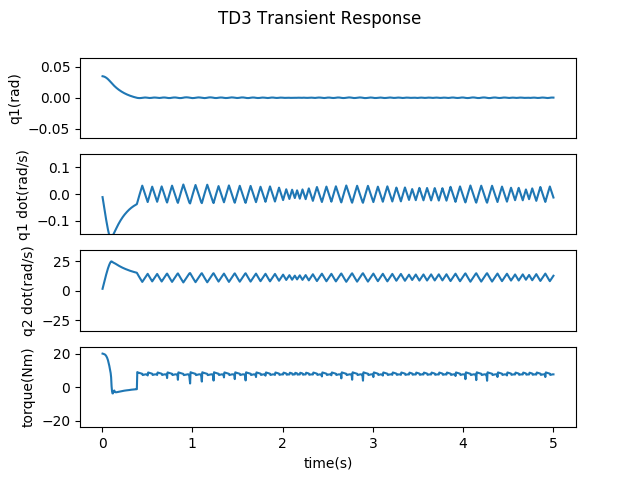 TD3 Transient Response
q1(rad)
0.05
0.00
−0.05
q1 dot(rad/s)
0.1
0.0
−0.1
q2 dot(rad/s)
25
0
−25
torque(Nm)
20
0
−20
0 1 2 3 4 5
time(s)